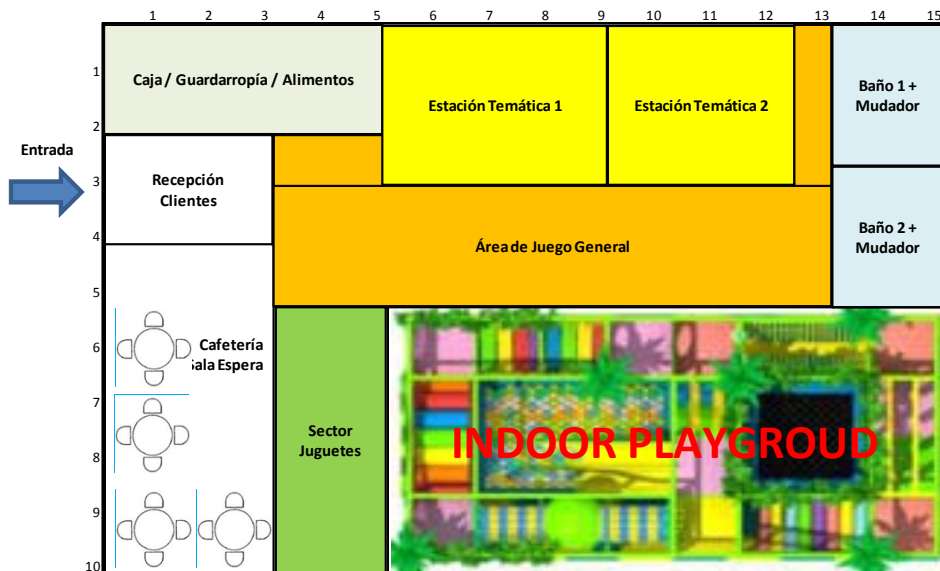 1 2 3 4 5 6 7 8 9 10 11 12 13 14 15
1
2
3
4
5
6
7
8
9
10
Caja / Guardarropía / Alimentos
Estación Temática 1
Estación Temática 2
Baño 1 +
Mudador
Entrada
Recepción
Clientes
Baño 2 +
Mudador
Área de Juego General
Cafetería
Sala Espera
Sector
Juguetes
INDOOR PLAYGROUD